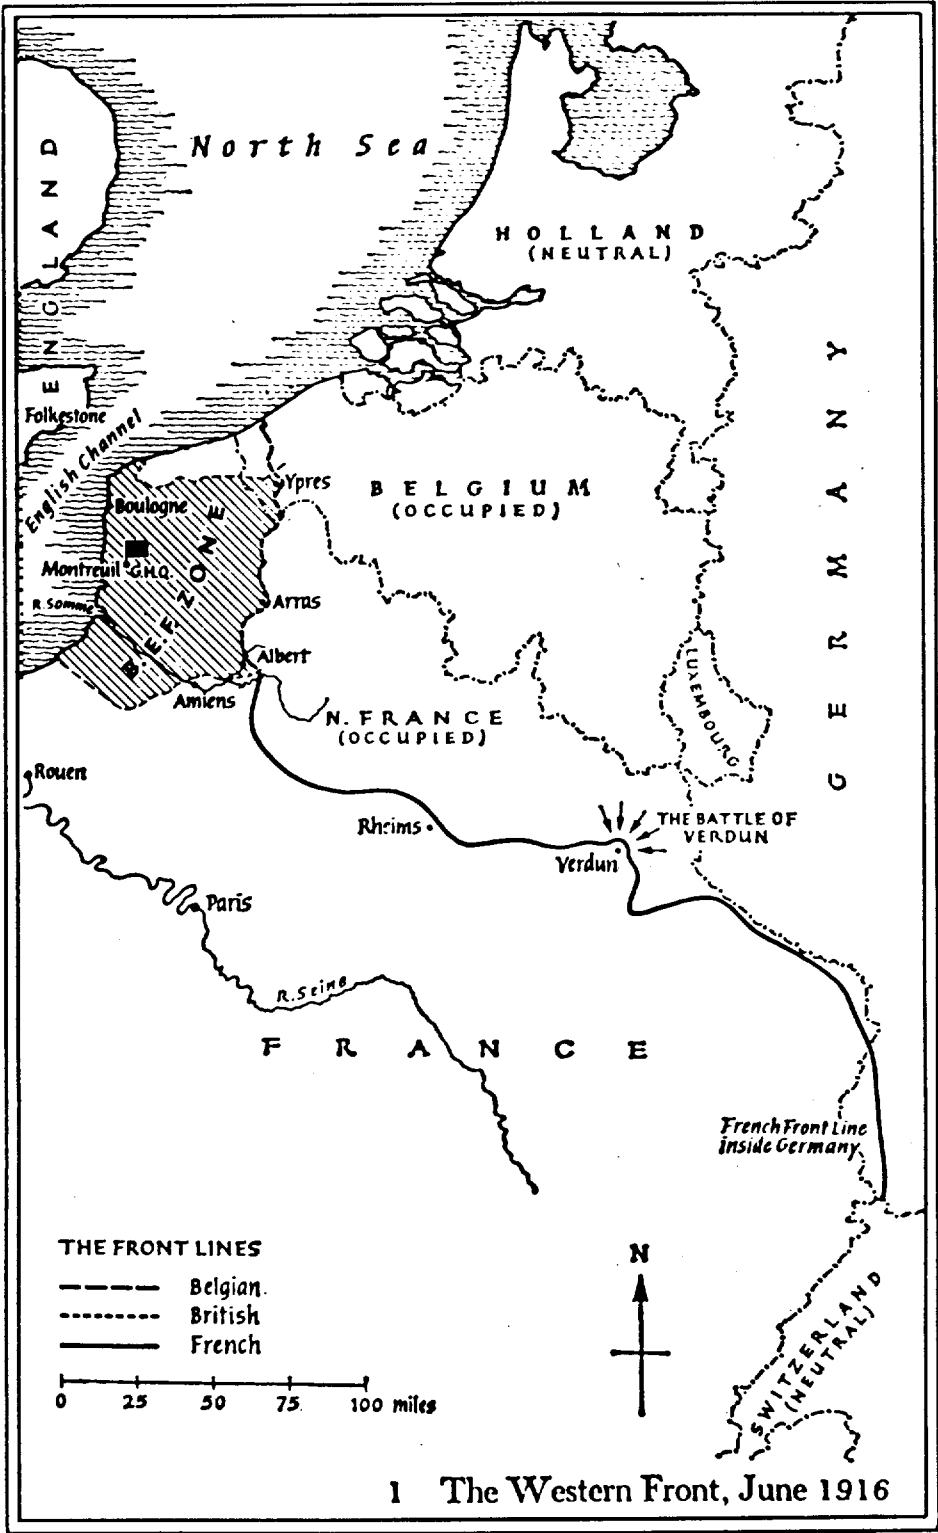 North Sea
ENGLAND
HOLLAND
(NEUTRAL)
GERMANY
Folkestone
English Channel
Ypres
BELGIUM
(OCCUPIED)
Boulogne
B.E.F. ZONE
Montreuil G.H.Q.
R. Somme
Arras
Albert
LUXEMBOURG
Amiens
N. FRANCE
(OCCUPIED)
Rouen
Rheims
THE BATTLE OF
VERDUN
Verdun
Paris
R. Seine
FRANCE
French Front Line
Inside Germany
THE FRONT LINES
Belgian
British
French
0 25 50 75 100 miles
N
SWITZERLAND
(NEUTRAL)
1 The Western Front, June 1916